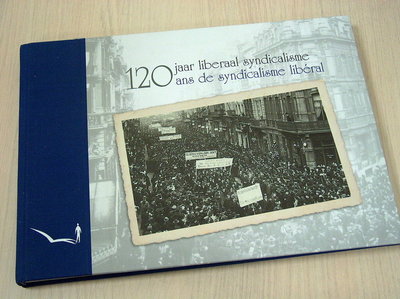 120 jaar liberaal syndicalisme
ans de syndicalisme libéral